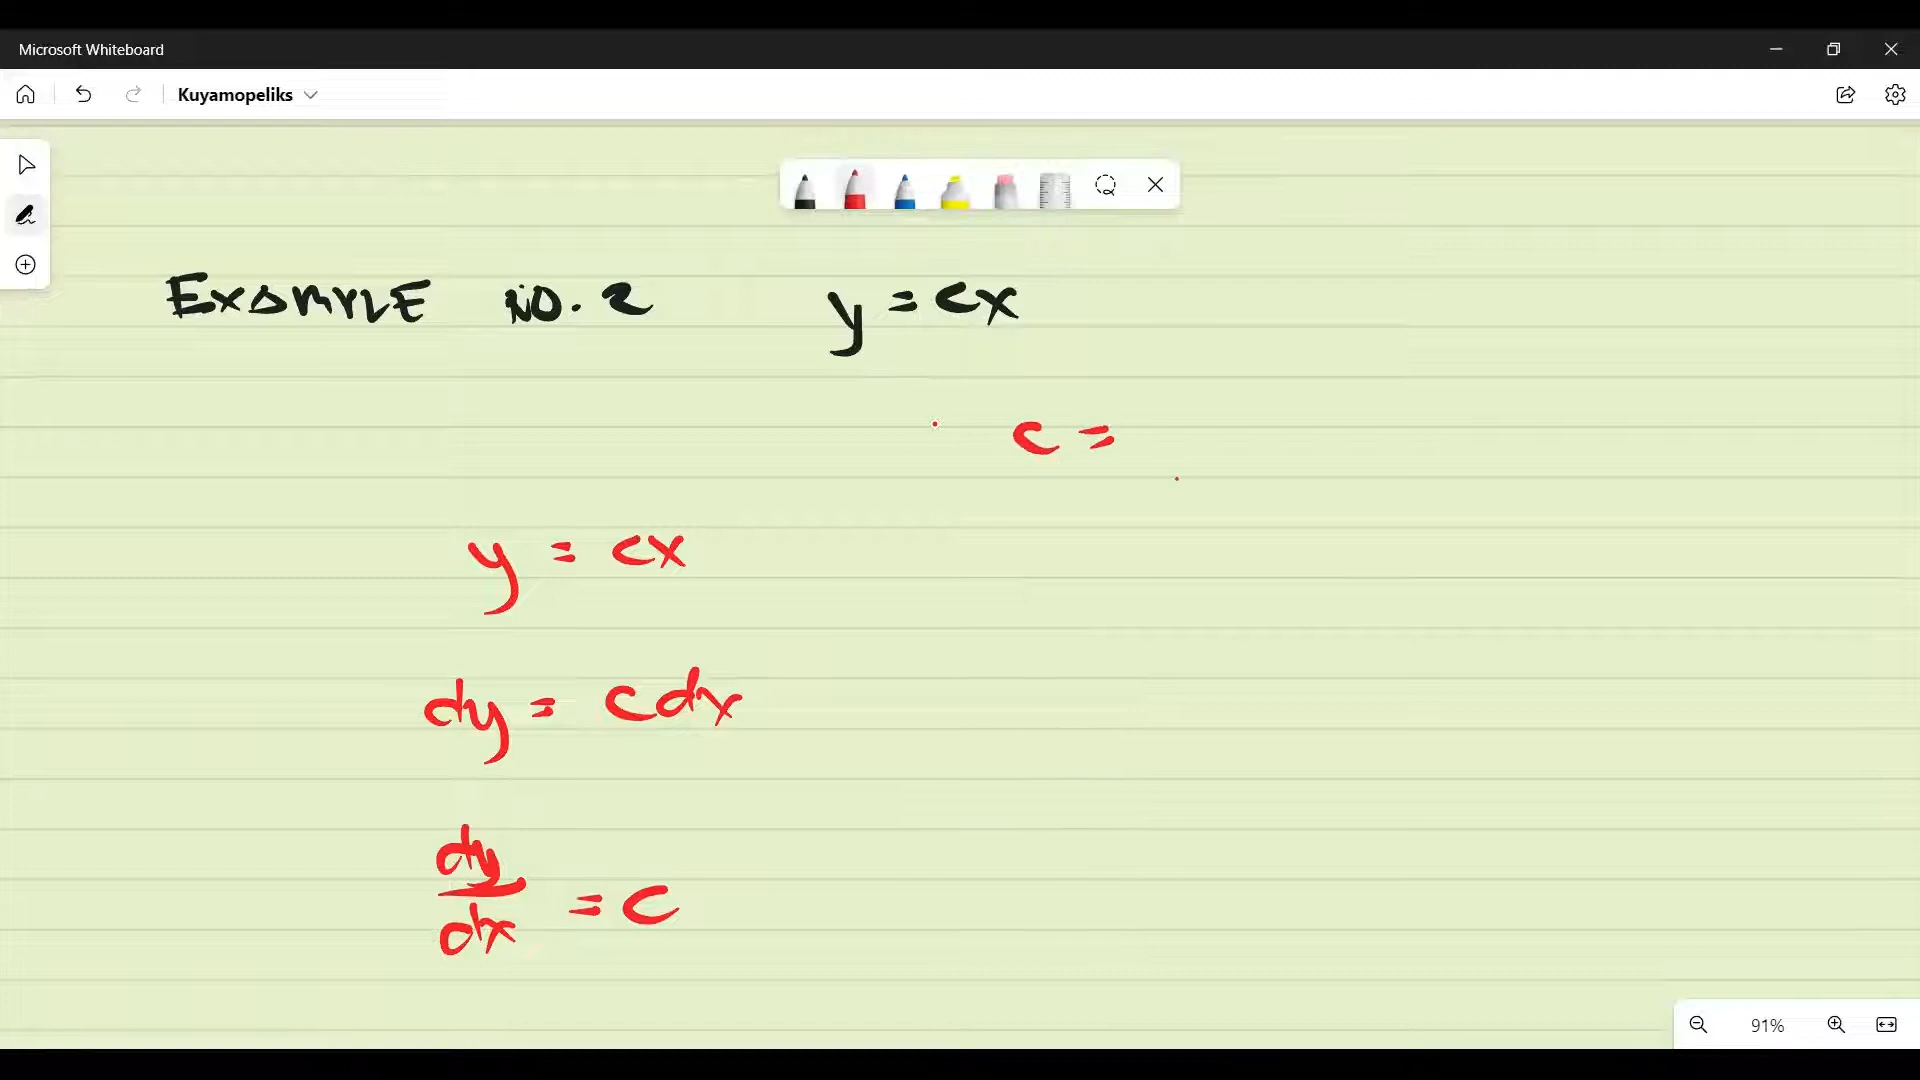 Microsoft Whiteboard
Kuyamopeliks
EXAMPLE NO. 2 y = cx
c =
y = cx
dy = cdx
dy/dx = c
91%